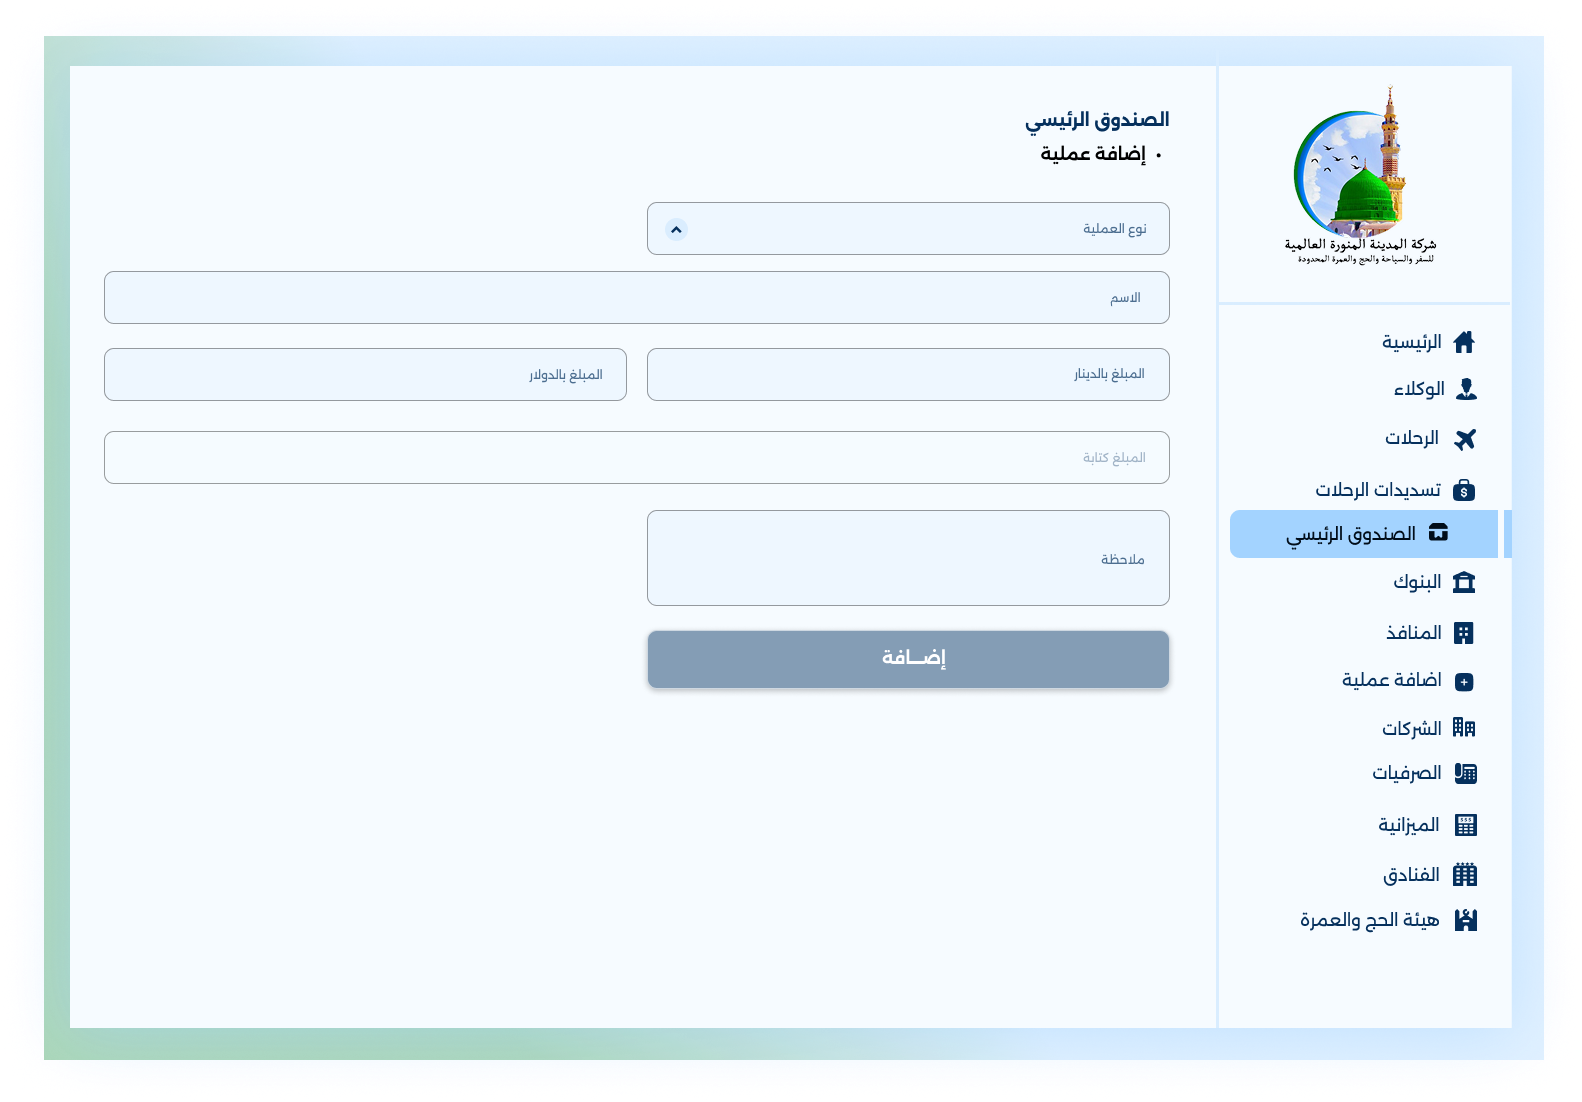 شركة المدينة المنورة العالمية
للسفر والسياحة والحج والعمرة المحدودة
الرئيسية
الوكلاء
الرحلات
تسديدات الرحلات
الصندوق الرئيسي
البنوك
المنافذ
اضافة عملية
الشركات
الصرفيات
الميزانية
الفنادق
هيئة الحج والعمرة
الصندوق الرئيسي
• إضافة عملية
نوع العملية
الاسم
المبلغ بالدينار
المبلغ بالدولار
المبلغ كتابة
ملاحظة
إضـــافة